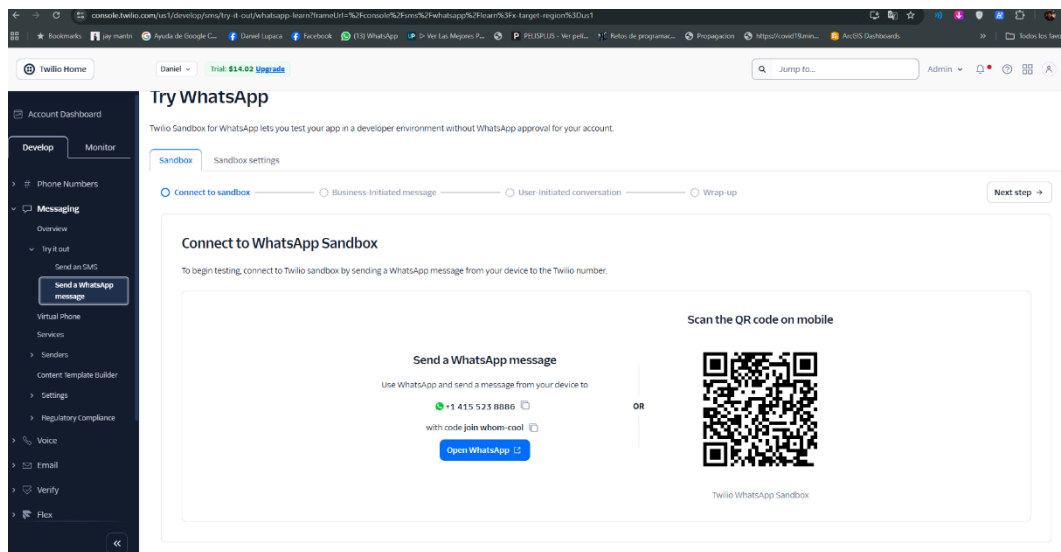 console.twilio.com/us1/develop/sms/try-it-out/whatsapp-learn?frameUrl=%2Fconsole%2Fsms%2Fwhatsapp%2Flearn%3Fx-target-region%3Dus1
Bookmarks jay mantri Ayuda de Google C... Daniel Lupaca Facebook (13) WhatsApp ▷ Ver Las Mejores P... PELISPLUS - Ver peli... Retos de programac... Propagacion https://covid19.min... ArcGIS Dashboards » Todos los favo
Twilio Home
Daniel
Trial: $14.02 Upgrade
Jump to...
Admin
Account Dashboard
Develop Monitor
# Phone Numbers
Messaging
Overview
Try it out
Send an SMS
Send a WhatsApp
message
Virtual Phone
Services
Senders
Content Template Builder
Settings
Regulatory Compliance
Voice
Email
Verify
Flex
«
Try WhatsApp
Twilio Sandbox for WhatsApp lets you test your app in a developer environment without WhatsApp approval for your account.
Sandbox Sandbox settings
Connect to sandbox Business-Initiated message User-Initiated conversation Wrap-up
Next step →
Connect to WhatsApp Sandbox
To begin testing, connect to Twilio sandbox by sending a WhatsApp message from your device to the Twilio number.
Send a WhatsApp message
Use WhatsApp and send a message from your device to
+1 415 523 8886
with code join whom-cool
Open WhatsApp
OR
Scan the QR code on mobile
Twilio WhatsApp Sandbox